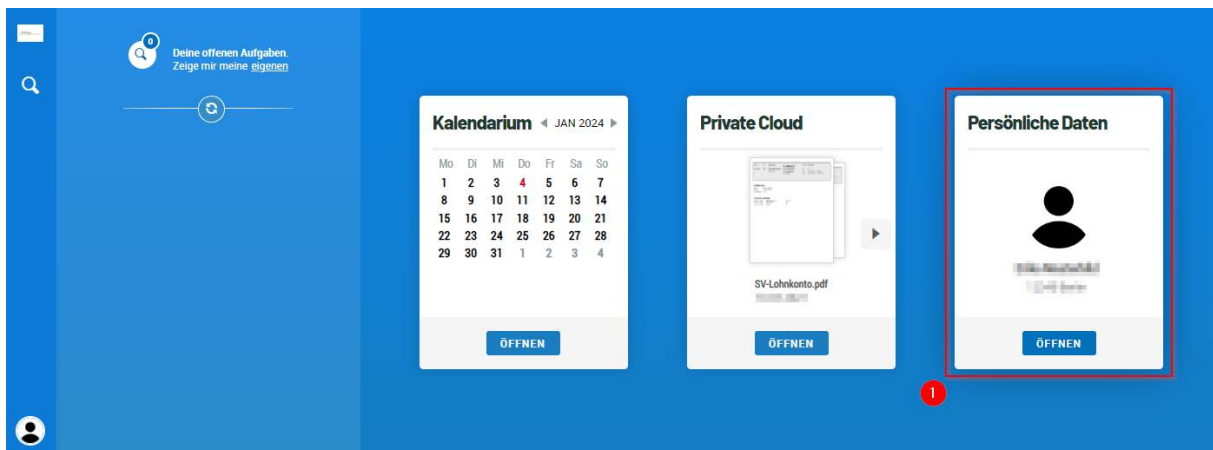 0
Deine offenen Aufgaben.
Zeige mir meine eigenen
Kalendarium JAN 2024
Mo Di Mi Do Fr Sa So
1 2 3 4 5 6 7
8 9 10 11 12 13 14
15 16 17 18 19 20 21
22 23 24 25 26 27 28
29 30 31 1 2 3 4
ÖFFNEN
Private Cloud
SV-Lohnkonto.pdf
ÖFFNEN
Persönliche Daten
ÖFFNEN
1